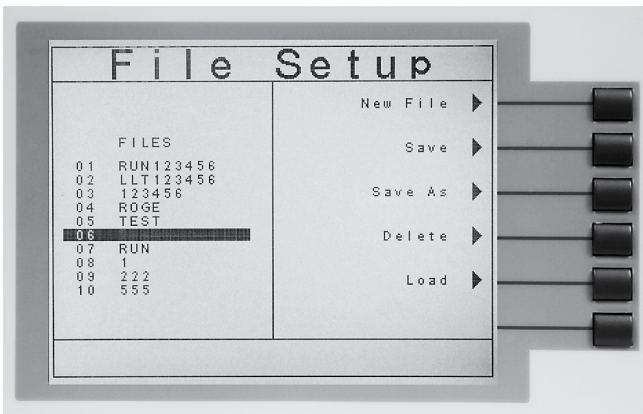 File Setup
FILES
01 RUN123456
02 LLT123456
03 123456
04 ROGE
05 TEST
06
07 RUN
08 1
09 222
10 555
New File
Save
Save As
Delete
Load